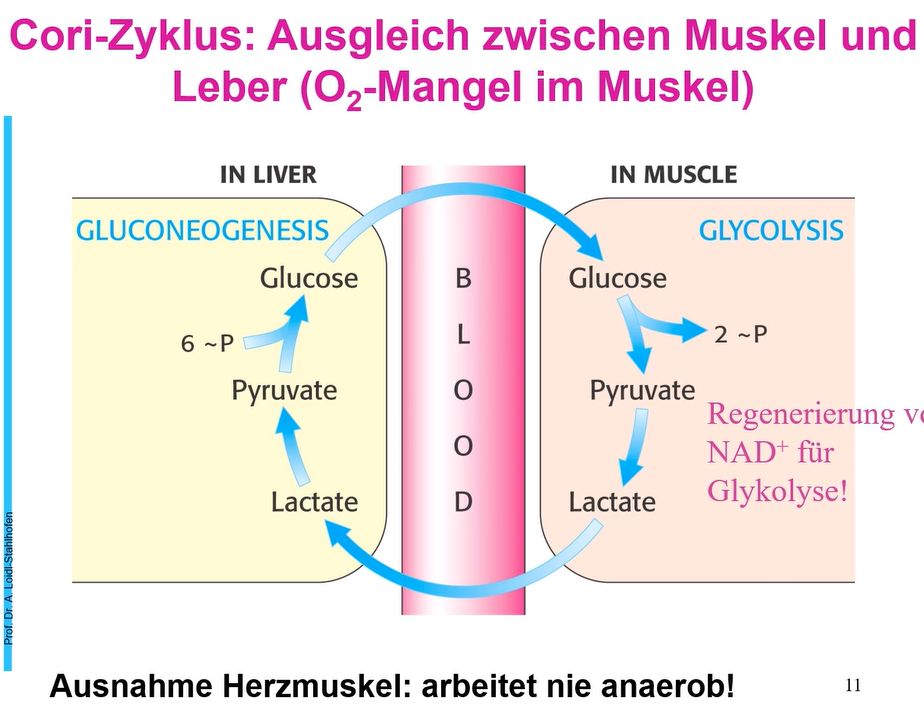 Cori-Zyklus: Ausgleich zwischen Muskel und
Leber (O₂-Mangel im Muskel)
IN LIVER
IN MUSCLE
GLUCONEOGENESIS
GLYCOLYSIS
Glucose
B
Glucose
6 ~P
L
2 ~P
Pyruvate
O
Pyruvate
Regenerierung
NAD⁺ für
Glykolyse!
O
Lactate
D
Lactate
Prof. Dr. A. Loidl-Stahlhofen
Ausnahme Herzmuskel: arbeitet nie anaerob!
11